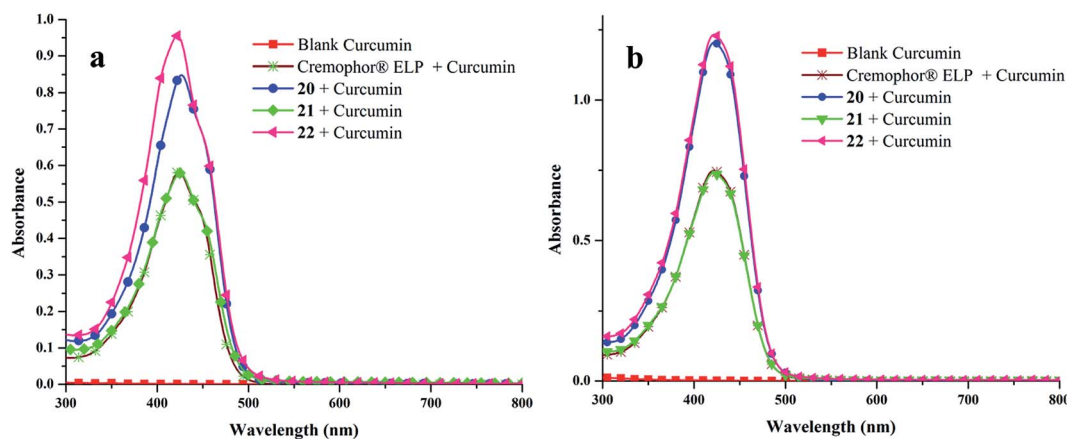 a
1.0
0.9
0.8
0.7
0.6
0.5
0.4
0.3
0.2
0.1
0.0
Absorbance
300 400 500 600 700 800
Wavelength (nm)
Blank Curcumin
Cremophor® ELP + Curcumin
20 + Curcumin
21 + Curcumin
22 + Curcumin
b
1.0
0.5
0.0
Absorbance
300 400 500 600 700 800
Wavelength (nm)
Blank Curcumin
Cremophor® ELP + Curcumin
20 + Curcumin
21 + Curcumin
22 + Curcumin